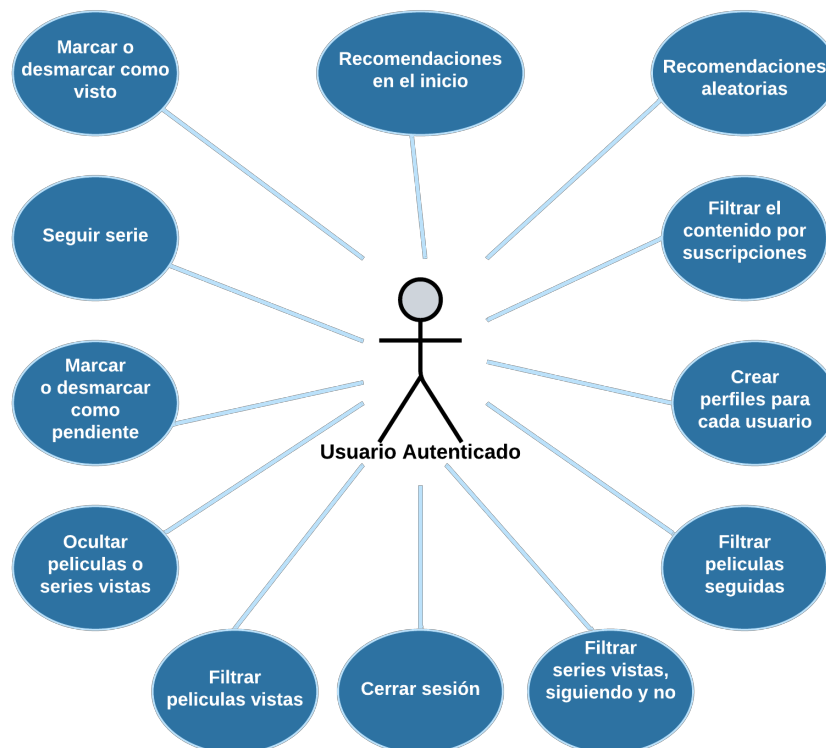 Marcar o
desmarcar como
visto
Recomendaciones
en el inicio
Recomendaciones
aleatorias
Seguir serie
Filtrar el
contenido por
suscripciones
Marcar
o desmarcar
como
pendiente
Crear
perfiles para
cada usuario
Usuario Autenticado
Ocultar
peliculas o
series vistas
Filtrar
peliculas
seguidas
Filtrar
peliculas vistas
Cerrar sesión
Filtrar
series vistas,
siguiendo y no